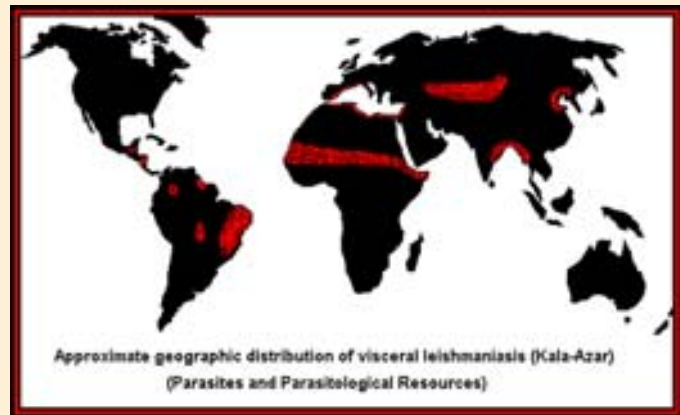 Approximate geographic distribution of visceral leishmaniasis (Kala-Azar)
(Parasites and Parasitological Resources)